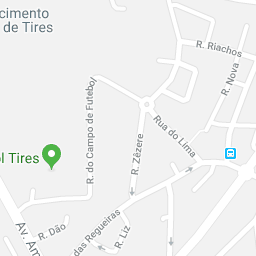 cimento
de Tires
R. Riachos
R. Nova
R. do Campo de Futebol
Rua do Lima
R. Zêzere
ol Tires
R. Dão
das Regueiras
R. Liz
Av. Am